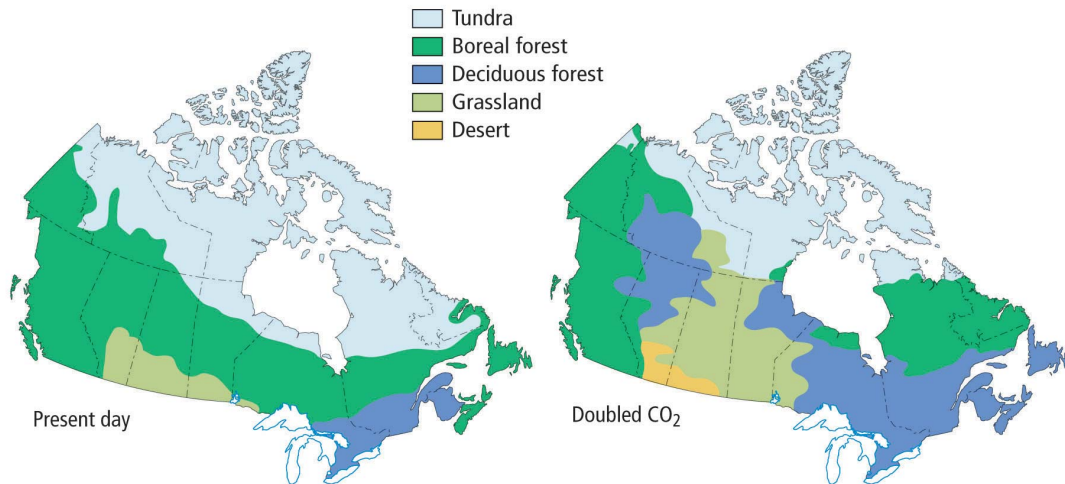 Tundra
Boreal forest
Deciduous forest
Grassland
Desert
Present day
Doubled CO₂